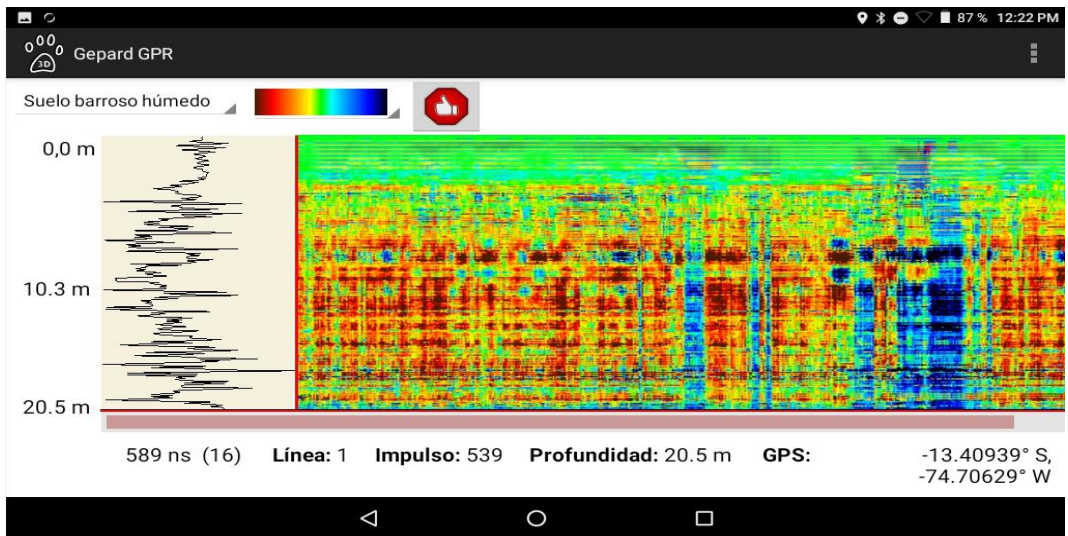 87 % 12:22 PM
3D Gepard GPR
Suelo barroso húmedo
0,0 m
10.3 m
20.5 m
589 ns (16) Línea: 1 Impulso: 539 Profundidad: 20.5 m GPS: -13.40939° S,
-74.70629° W